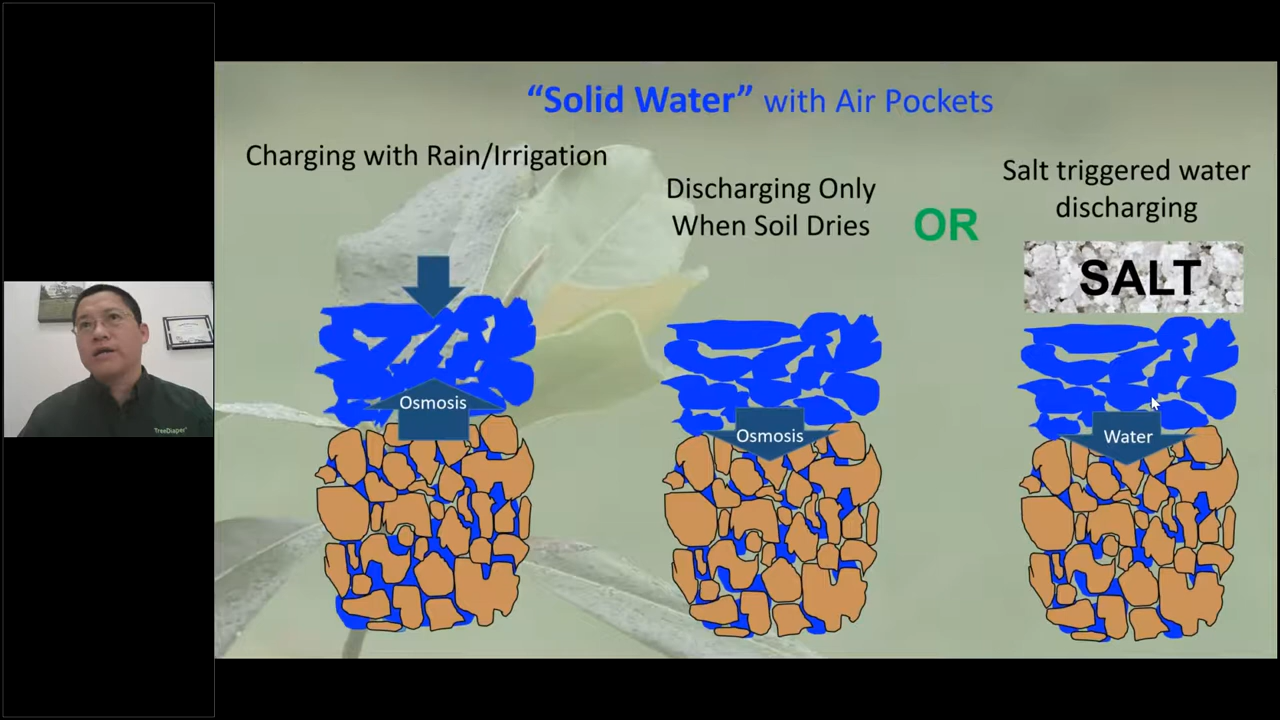 “Solid Water” with Air Pockets
Charging with Rain/Irrigation
Discharging Only
When Soil Dries
OR
Salt triggered water
discharging
SALT
Osmosis
Osmosis
Water
TreeDiaper